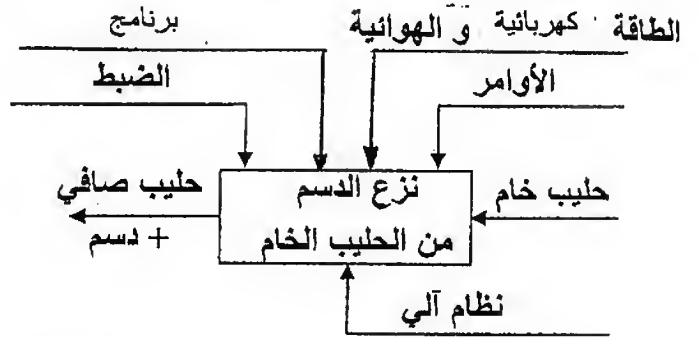 الطاقة كهربائية و الهوائية
برنامج
الأوامر
الضبط
حليب خام
نزع الدسم
من الحليب الخام
حليب صافي
+ دسم
نظام آلي